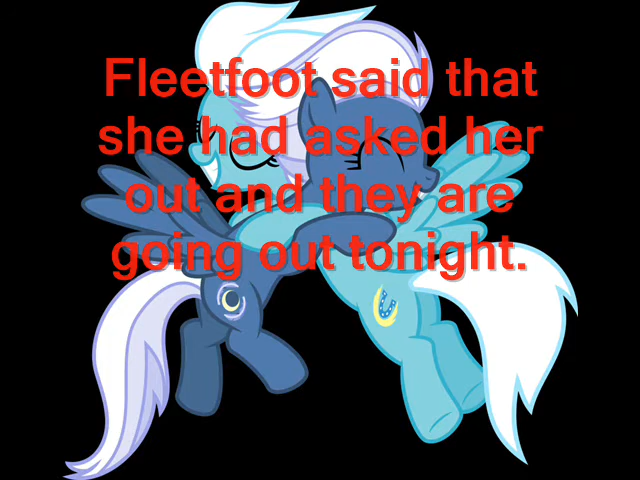 Fleetfoot said that
she had asked her
out and they are
going out tonight.